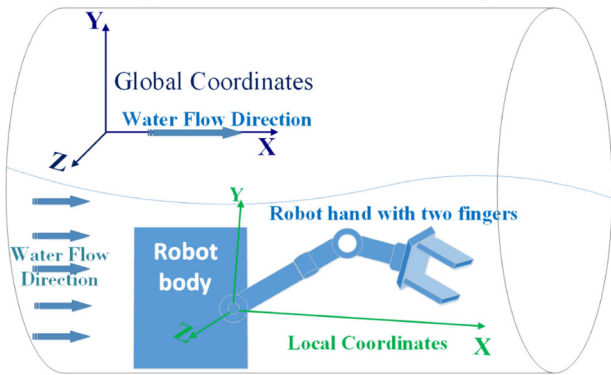 Y
Global Coordinates
Water Flow Direction
X
Z
Y
Robot hand with two fingers
Water Flow
Direction
Robot
body
Z
Local Coordinates
X